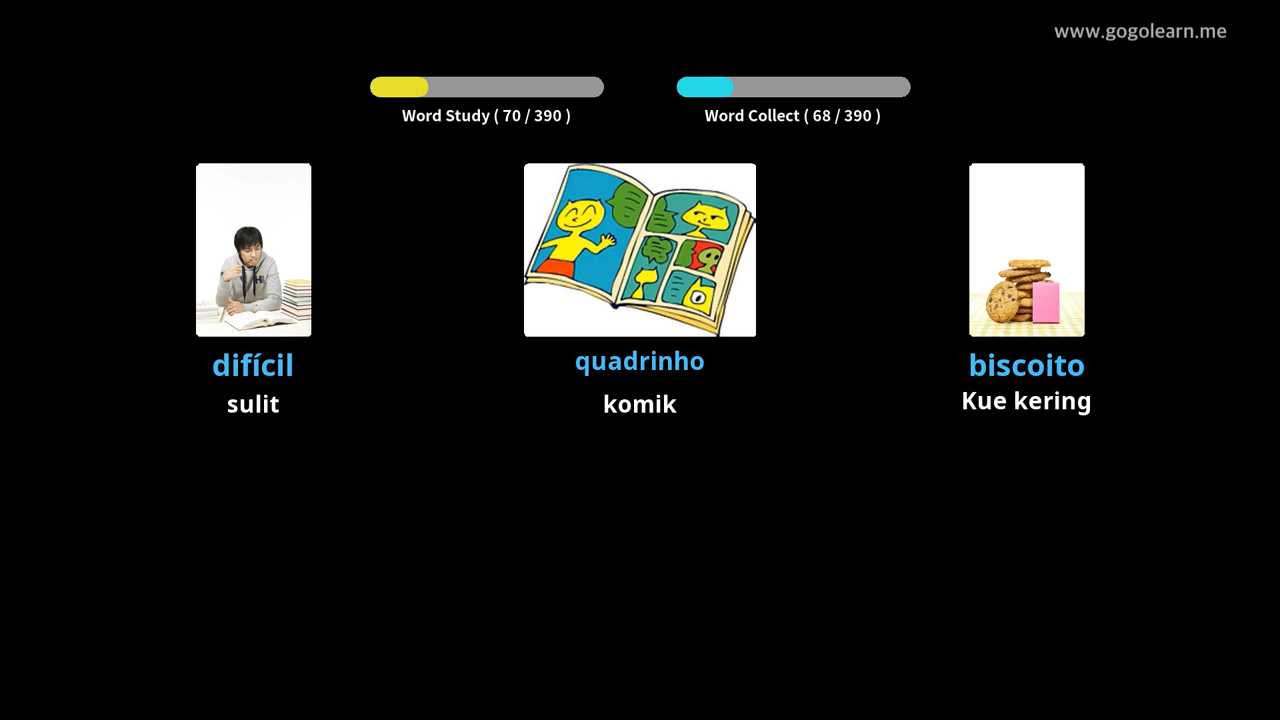 www.gogolearn.me
Word Study ( 70 / 390 )
Word Collect ( 68 / 390 )
difícil
quadrinho
biscoito
sulit
komik
Kue kering